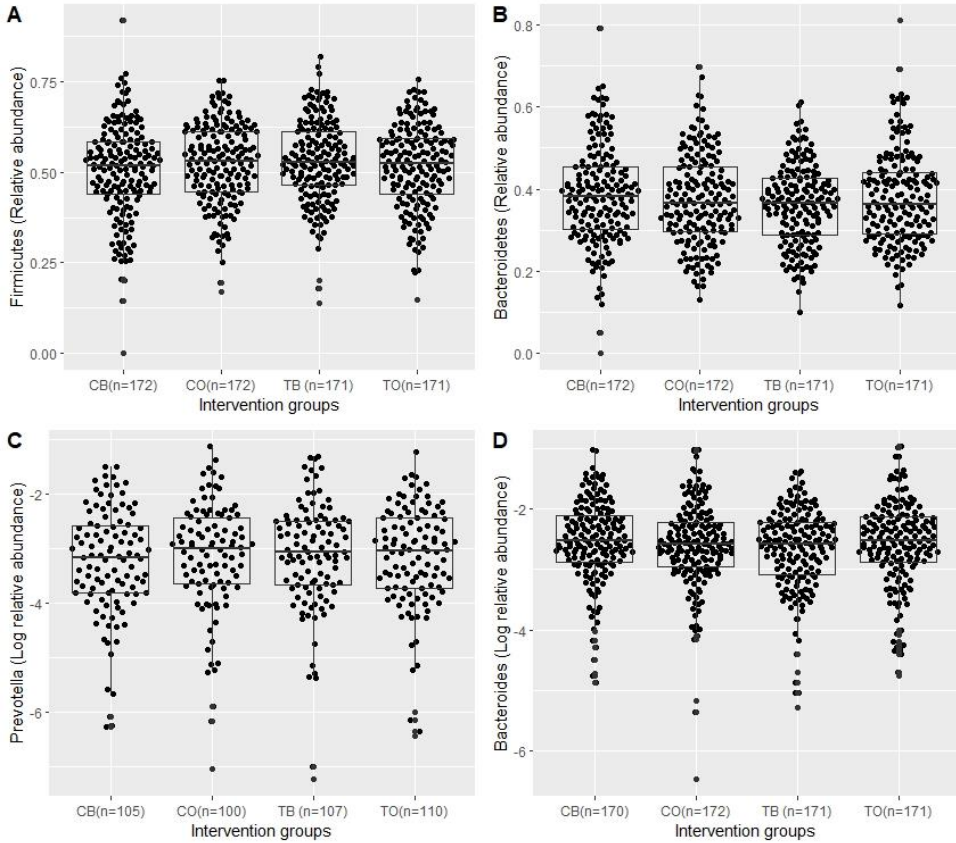 A
Firmicutes (Relative abundance)
0.75
0.50
0.25
0.00
CB(n=172) CO(n=172) TB (n=171) TO(n=171)
Intervention groups
B
Bacteroidetes (Relative abundance)
0.8
0.6
0.4
0.2
0.0
CB(n=172) CO(n=172) TB (n=171) TO(n=171)
Intervention groups
C
Prevotella (Log relative abundance)
-2
-4
-6
CB(n=105) CO(n=100) TB (n=107) TO(n=110)
Intervention groups
D
Bacteroides (Log relative abundance)
-2
-4
-6
CB(n=170) CO(n=172) TB (n=171) TO(n=171)
Intervention groups